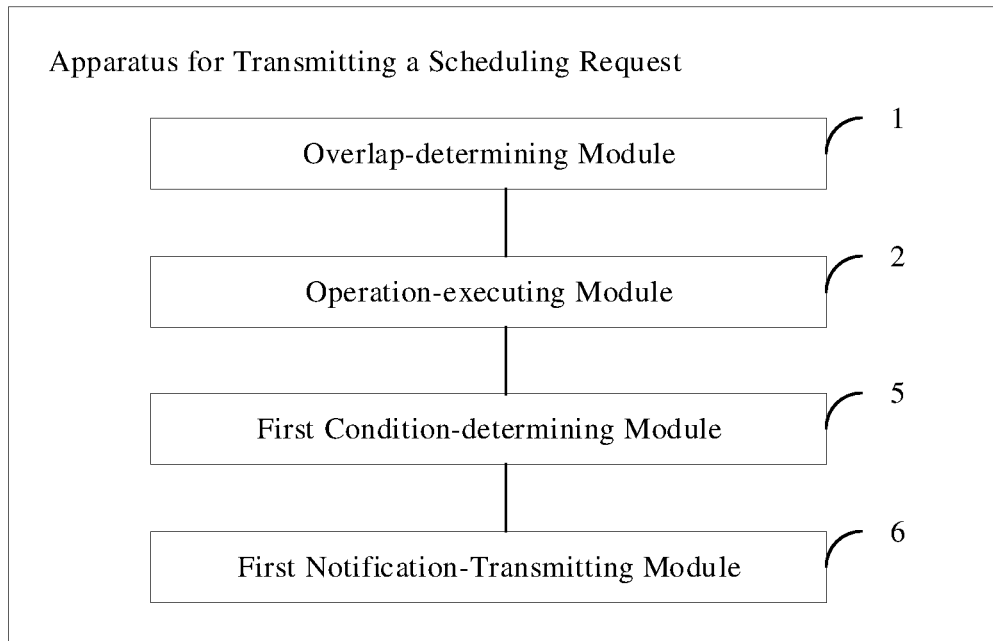 Apparatus for Transmitting a Scheduling Request
1
Overlap-determining Module
2
Operation-executing Module
5
First Condition-determining Module
6
First Notification-Transmitting Module